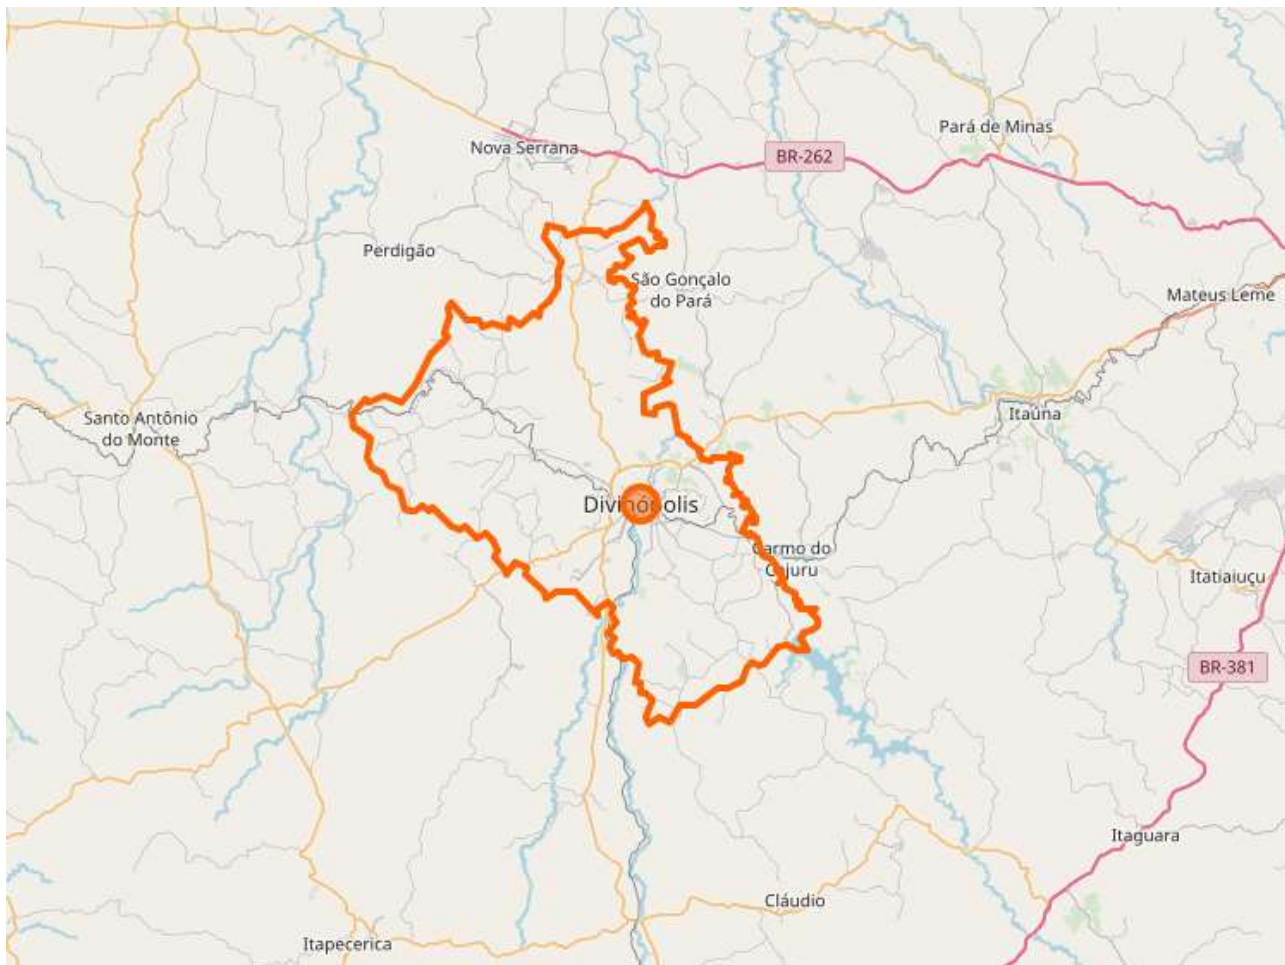 Pará de Minas
Nova Serrana
BR-262
Perdigão
São Gonçalo
do Pará
Mateus Leme
Santo Antônio
do Monte
Itaúna
Divinópolis
Carmo do
Cajuru
Itatiaiuçu
BR-381
Itaguara
Cláudio
Itapecerica